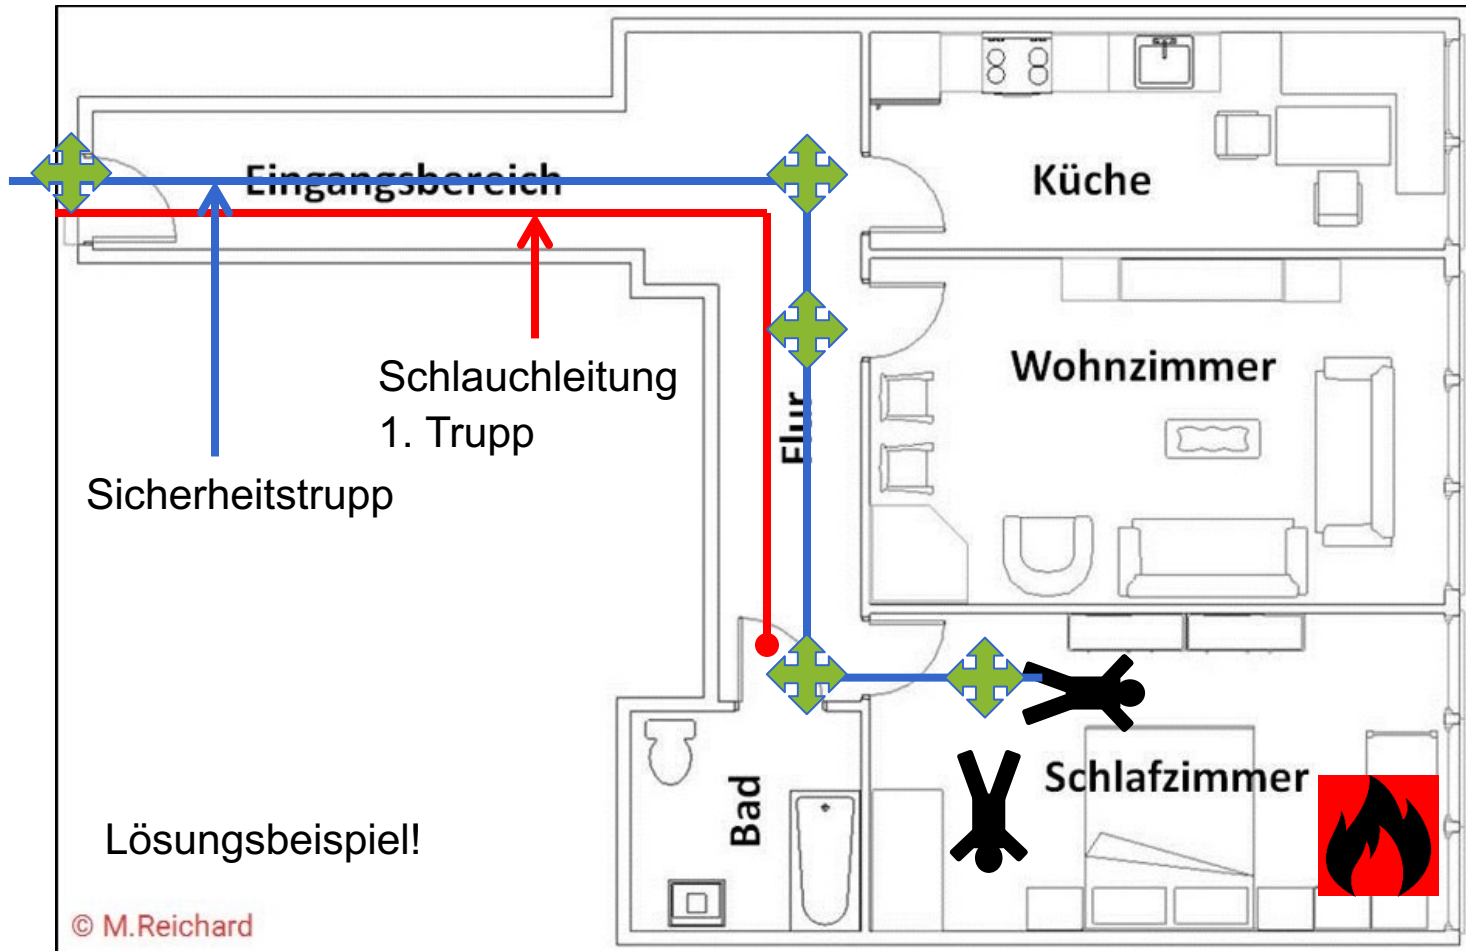 Eingangsbereich
Küche
Schlauchleitung
1. Trupp
Wohnzimmer
Flur
Sicherheitstrupp
Schlafzimmer
Bad
Lösungsbeispiel!
© M.Reichard